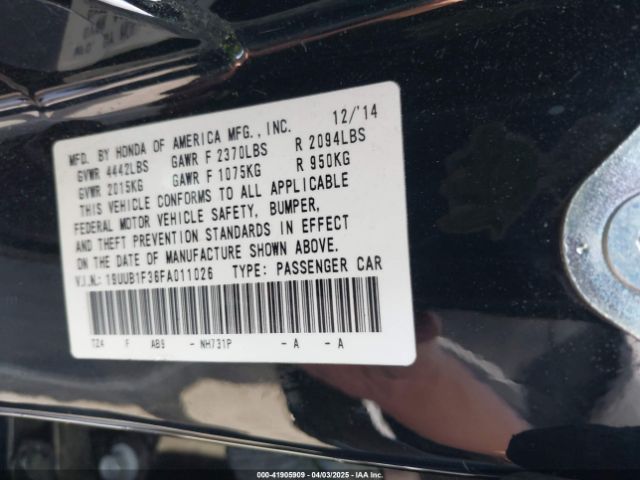 MFD. BY HONDA OF AMERICA MFG., INC. 12/'14
GVWR 4442LBS GAWR F 2370LBS R 2094LBS
GVWR 2015KG GAWR F 1075KG R 950KG
THIS VEHICLE CONFORMS TO ALL APPLICABLE
FEDERAL MOTOR VEHICLE SAFETY, BUMPER,
AND THEFT PREVENTION STANDARDS IN EFFECT
ON THE DATE OF MANUFACTURE SHOWN ABOVE.
V.I.N.: 19UUB1F36FA011026 TYPE: PASSENGER CAR
TZ4 F AB9 - NH731P - A - A
000-41905909 - 04/03/2025 - IAA Inc.